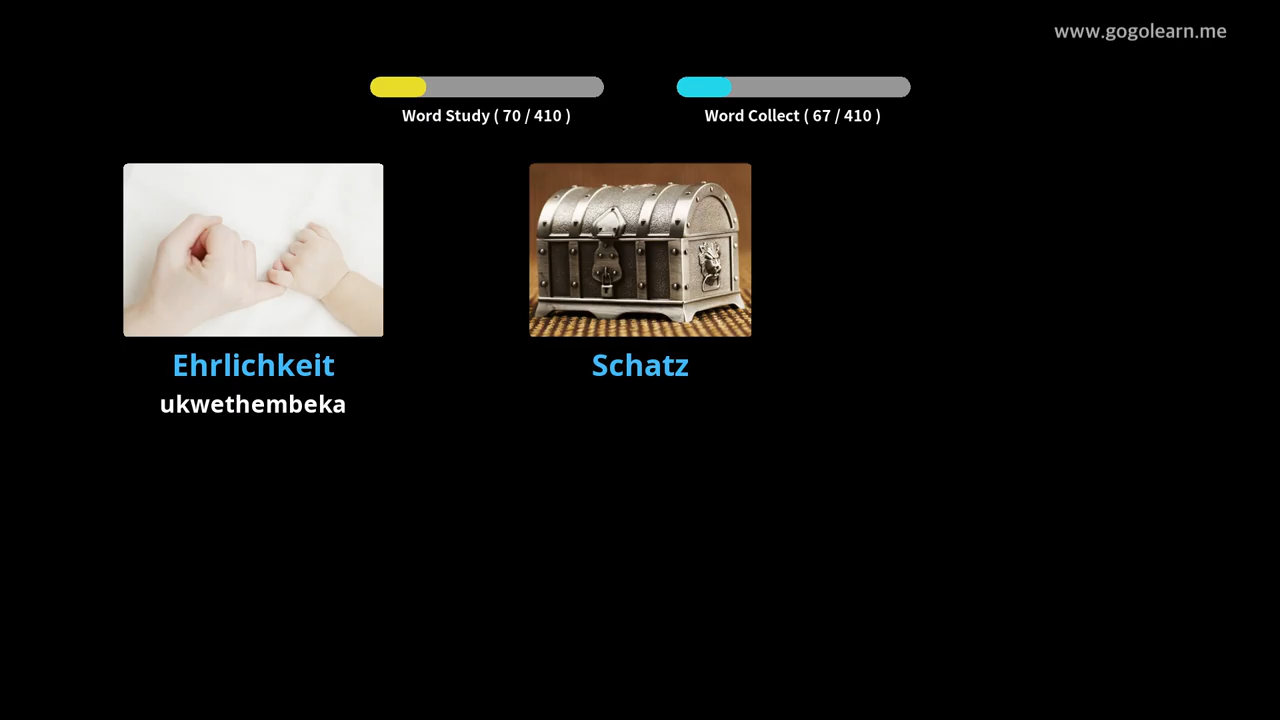 www.gogolearn.me
Word Study ( 70 / 410 )
Word Collect ( 67 / 410 )
Ehrlichkeit
Schatz
ukwethembeka